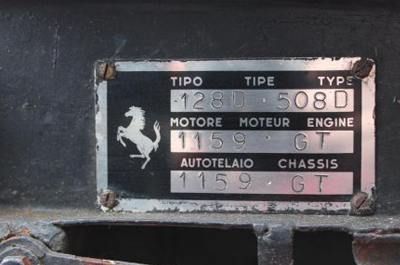 TIPO TIPE TYPE
128D 508D
MOTORE MOTEUR ENGINE
1159 GT
AUTOTELAIO CHASSIS
1159 GT